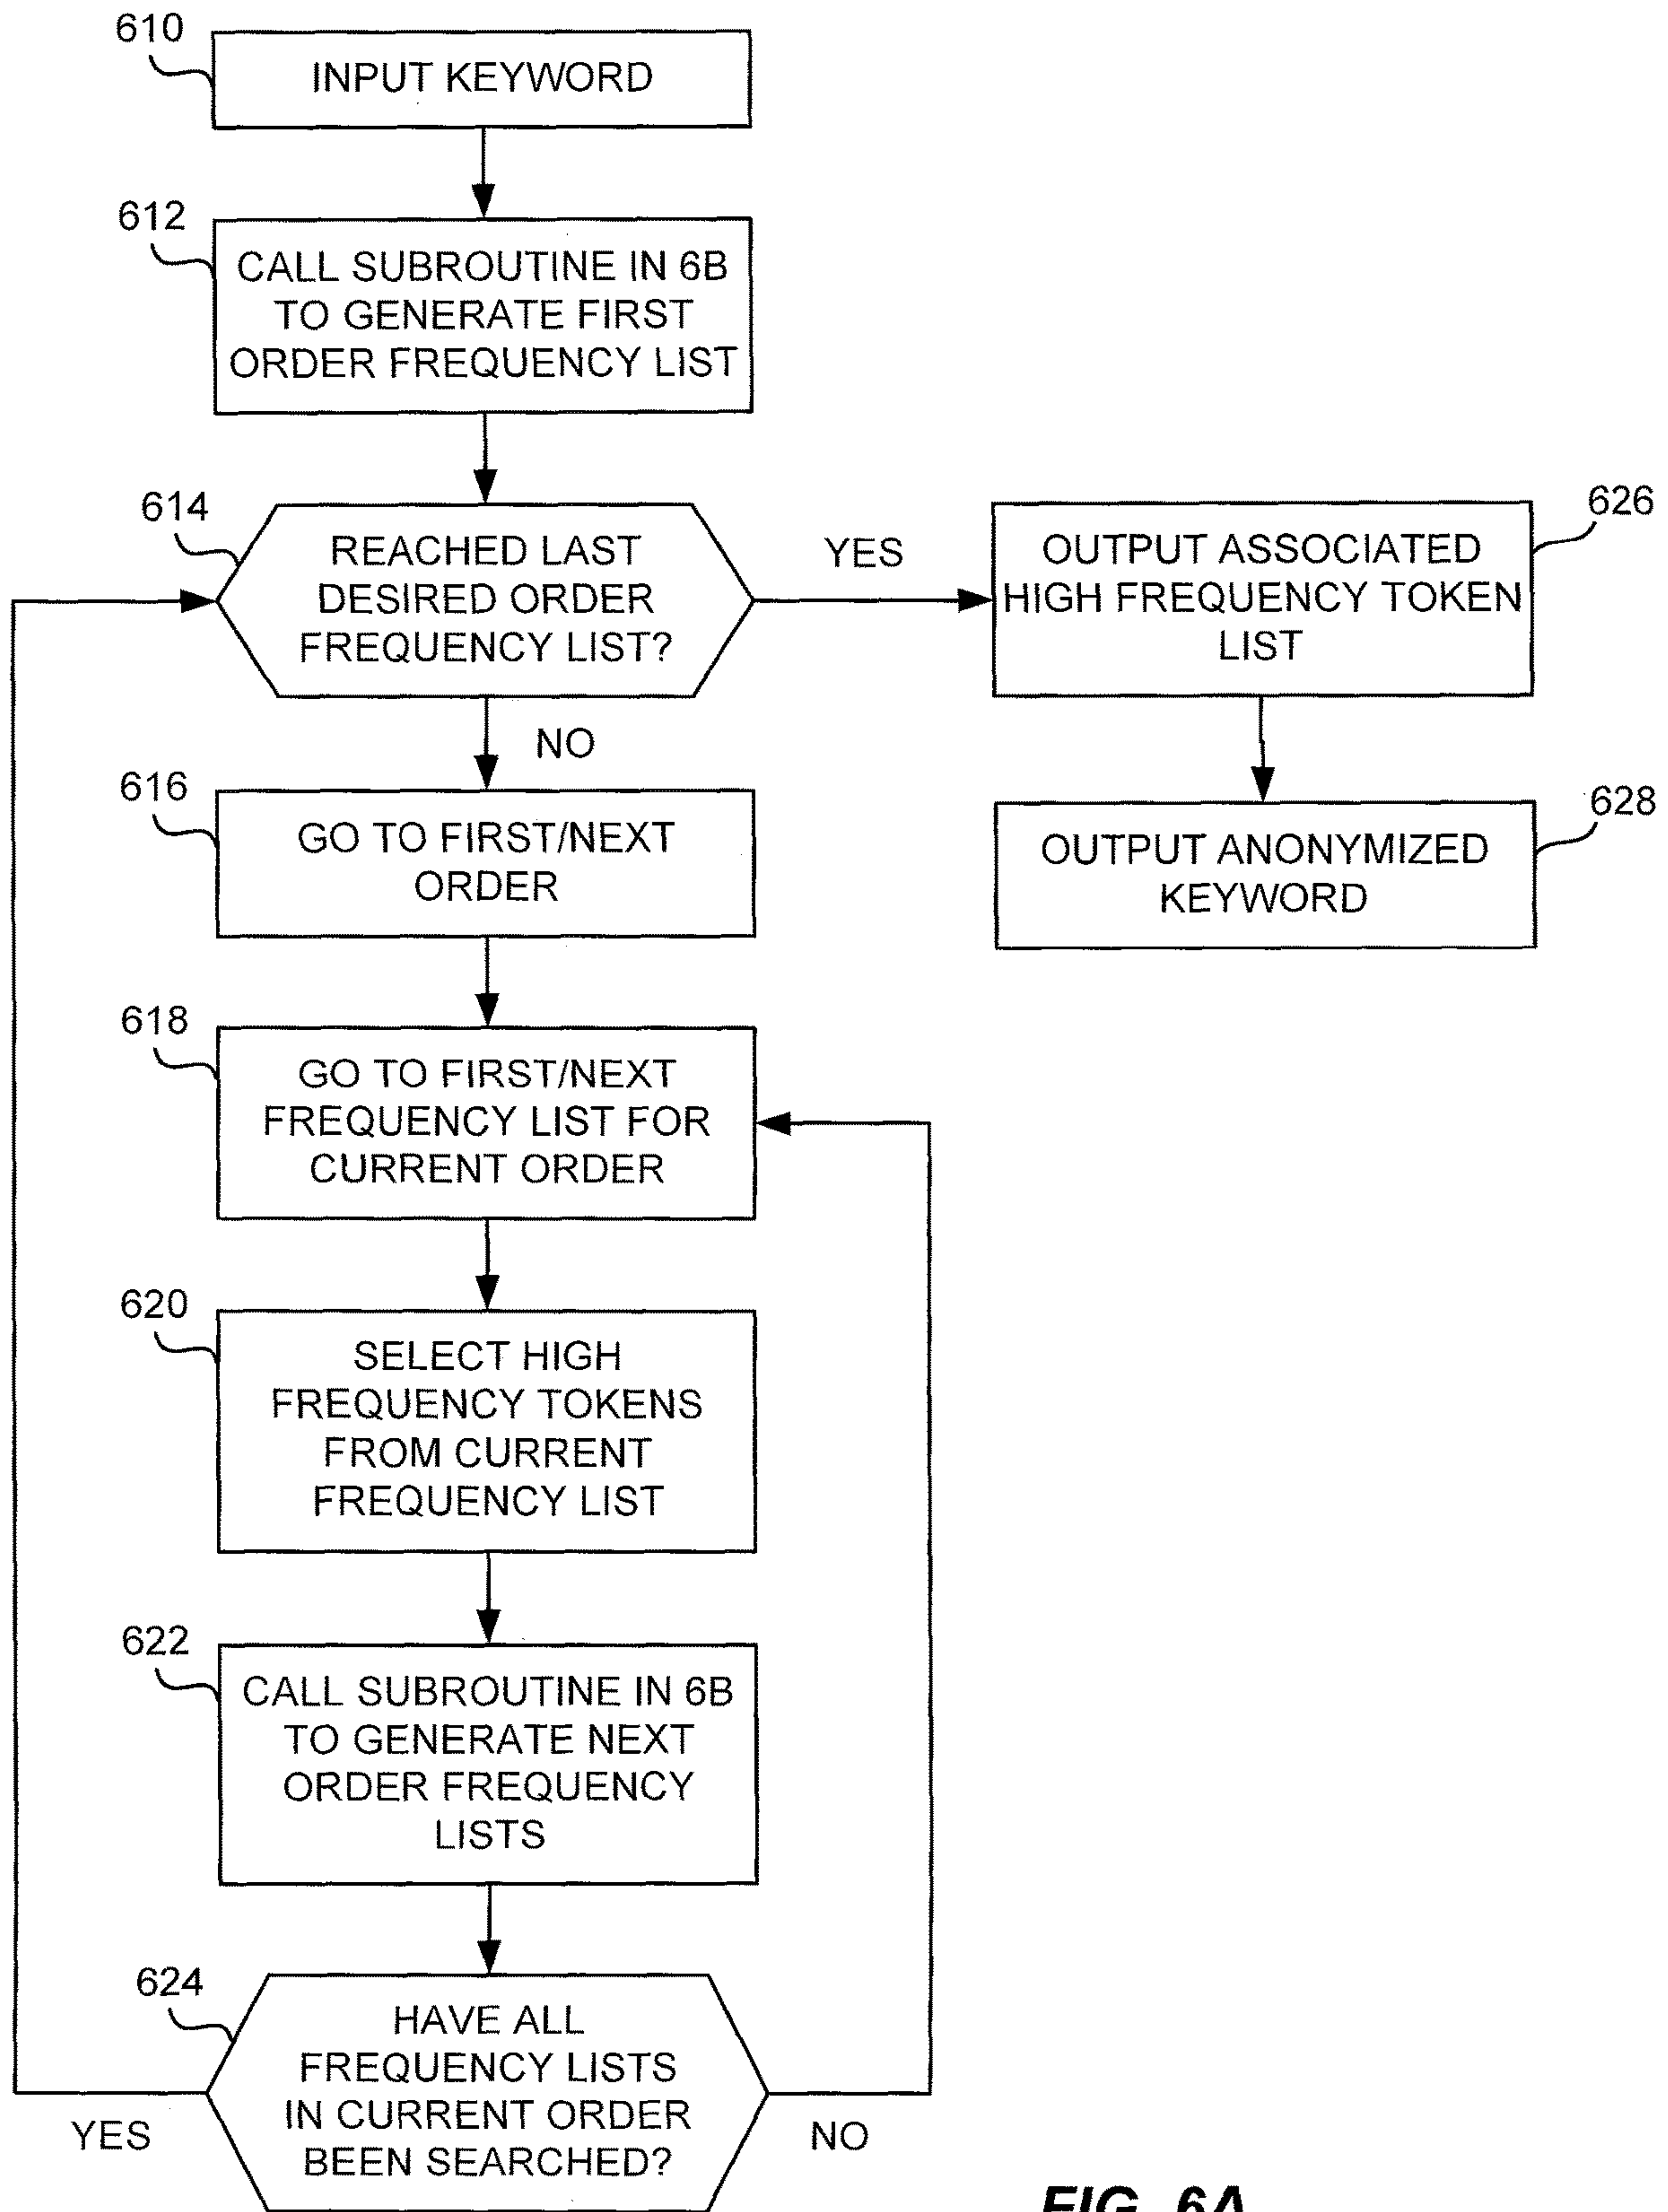 610
INPUT KEYWORD
612
CALL SUBROUTINE IN 6B
TO GENERATE FIRST
ORDER FREQUENCY LIST
614
REACHED LAST
DESIRED ORDER
FREQUENCY LIST?
YES
626
OUTPUT ASSOCIATED
HIGH FREQUENCY TOKEN
LIST
NO
628
OUTPUT ANONYMIZED
KEYWORD
616
GO TO FIRST/NEXT
ORDER
618
GO TO FIRST/NEXT
FREQUENCY LIST FOR
CURRENT ORDER
620
SELECT HIGH
FREQUENCY TOKENS
FROM CURRENT
FREQUENCY LIST
622
CALL SUBROUTINE IN 6B
TO GENERATE NEXT
ORDER FREQUENCY
LISTS
624
HAVE ALL
FREQUENCY LISTS
IN CURRENT ORDER
BEEN SEARCHED?
YES
NO
FIG. 6A